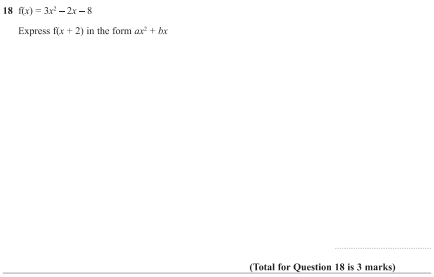 18 f(x) = 3x² – 2x – 8
Express f(x + 2) in the form ax² + bx
(Total for Question 18 is 3 marks)